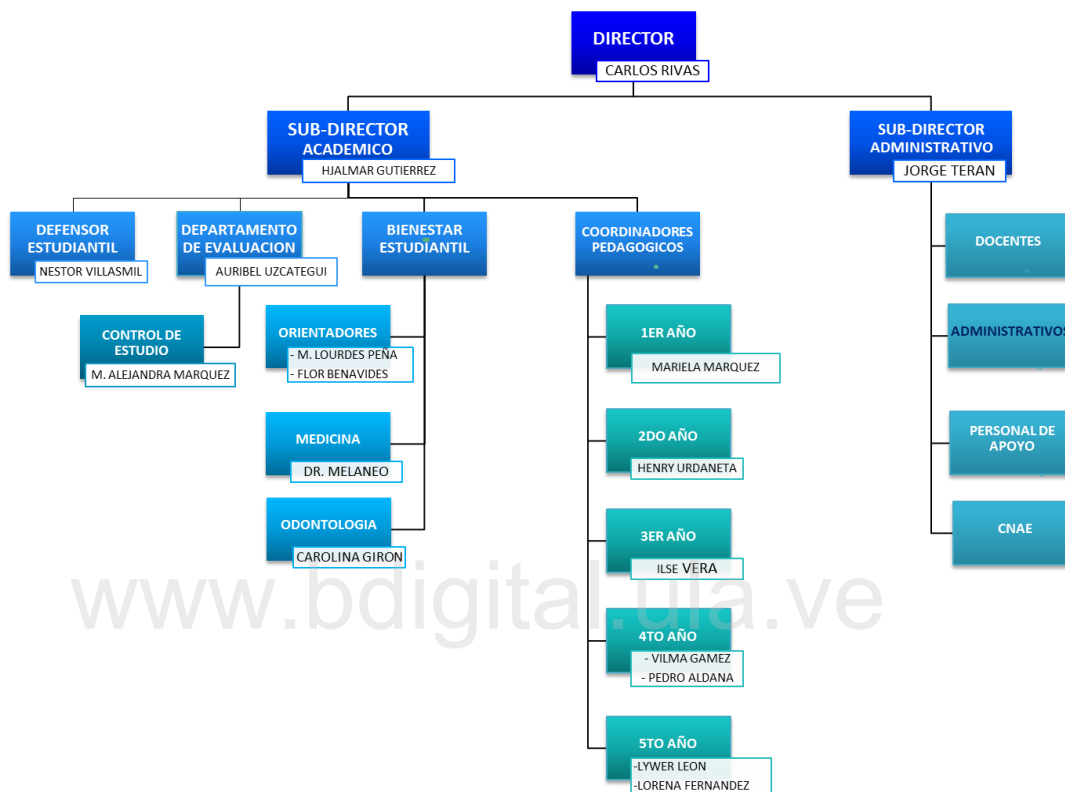 DIRECTOR
CARLOS RIVAS
SUB-DIRECTOR
ACADEMICO
HJALMAR GUTIERREZ
SUB-DIRECTOR
ADMINISTRATIVO
JORGE TERAN
DEFENSOR
ESTUDIANTIL
NESTOR VILLASMIL
DEPARTAMENTO
DE EVALUACION
AURIBEL UZCATEGUI
CONTROL DE
ESTUDIO
M. ALEJANDRA MARQUEZ
BIENESTAR
ESTUDIANTIL
ORIENTADORES
- M. LOURDES PEÑA
- FLOR BENAVIDES
MEDICINA
DR. MELANEO
ODONTOLOGIA
CAROLINA GIRON
COORDINADORES
PEDAGOGICOS
1ER AÑO
MARIELA MARQUEZ
2DO AÑO
HENRY URDANETA
3ER AÑO
ILSE VERA
4TO AÑO
- VILMA GAMEZ
- PEDRO ALDANA
5TO AÑO
-LYWER LEON
-LORENA FERNANDEZ
DOCENTES
ADMINISTRATIVOS
PERSONAL DE
APOYO
CNAE
www.bdigital.ula.ve